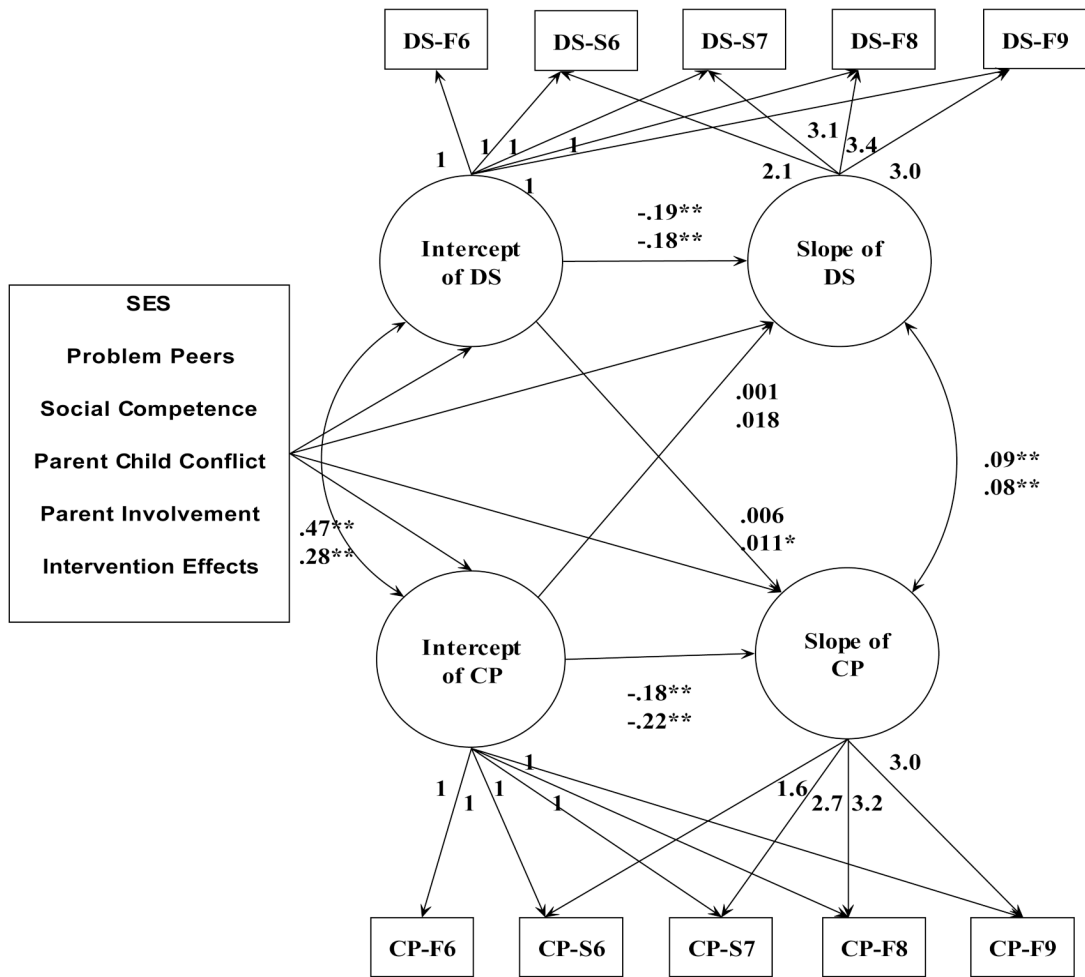 DS-F6 DS-S6 DS-S7 DS-F8 DS-F9
1 1 1 1 3.1 3.4
1 2.1 3.0
-.19**
-.18**
Intercept
of DS
Slope of
DS
SES
Problem Peers
Social Competence
Parent Child Conflict
Parent Involvement
Intervention Effects
.001
.018
.09**
.08**
.47**
.28**
.006
.011*
Intercept
of CP
Slope of
CP
-.18**
-.22**
1 1 1 1 1 1.6 2.7 3.2 3.0
CP-F6 CP-S6 CP-S7 CP-F8 CP-F9